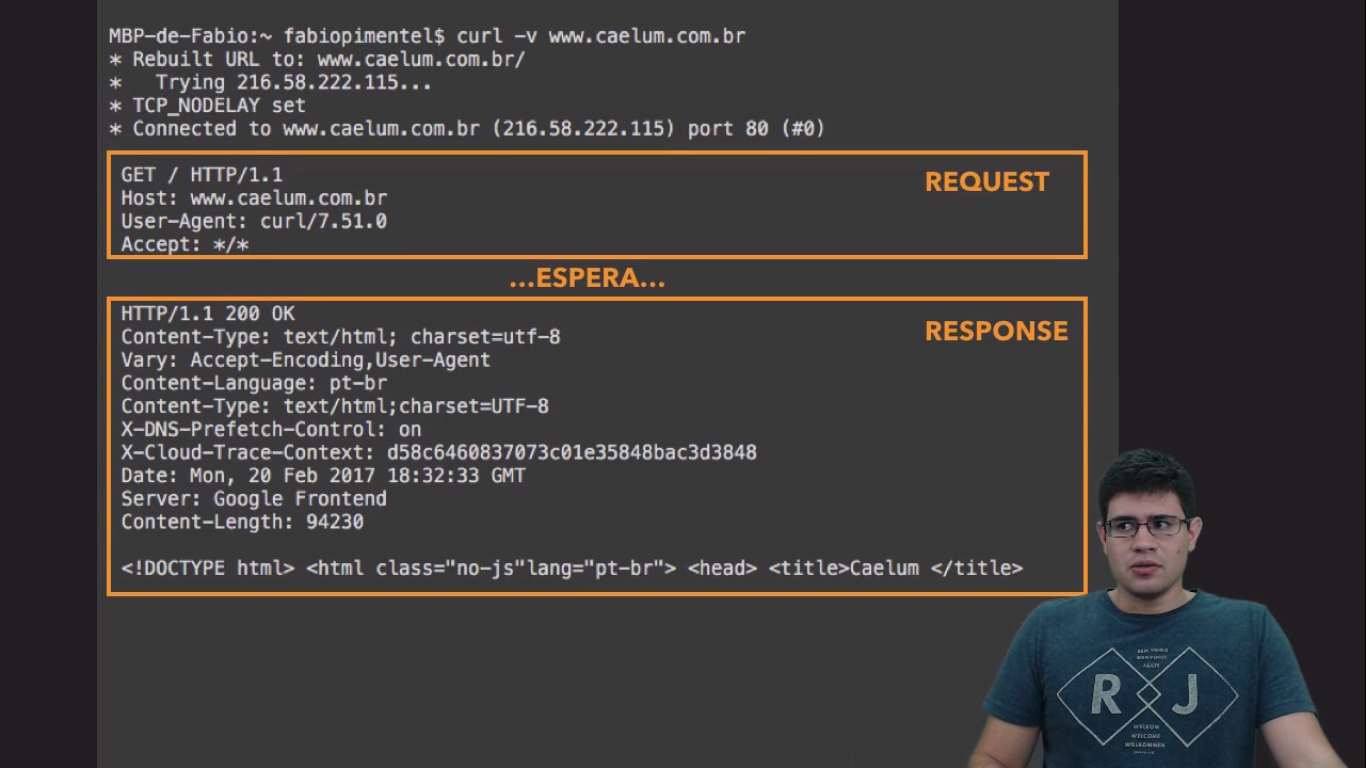 MBP-de-Fabio:~ fabiopimentel$ curl -v www.caelum.com.br
* Rebuilt URL to: www.caelum.com.br/
*   Trying 216.58.222.115...
* TCP_NODELAY set
* Connected to www.caelum.com.br (216.58.222.115) port 80 (#0)
GET / HTTP/1.1
REQUEST
Host: www.caelum.com.br
User-Agent: curl/7.51.0
Accept: */*
...ESPERA...
HTTP/1.1 200 OK
RESPONSE
Content-Type: text/html; charset=utf-8
Vary: Accept-Encoding,User-Agent
Content-Language: pt-br
Content-Type: text/html;charset=UTF-8
X-DNS-Prefetch-Control: on
X-Cloud-Trace-Context: d58c6460837073c01e35848bac3d3848
Date: Mon, 20 Feb 2017 18:32:33 GMT
Server: Google Frontend
Content-Length: 94230
<!DOCTYPE html> <html class="no-js"lang="pt-br"> <head> <title>Caelum </title>
R J
WELCOME
WILLKOMMEN